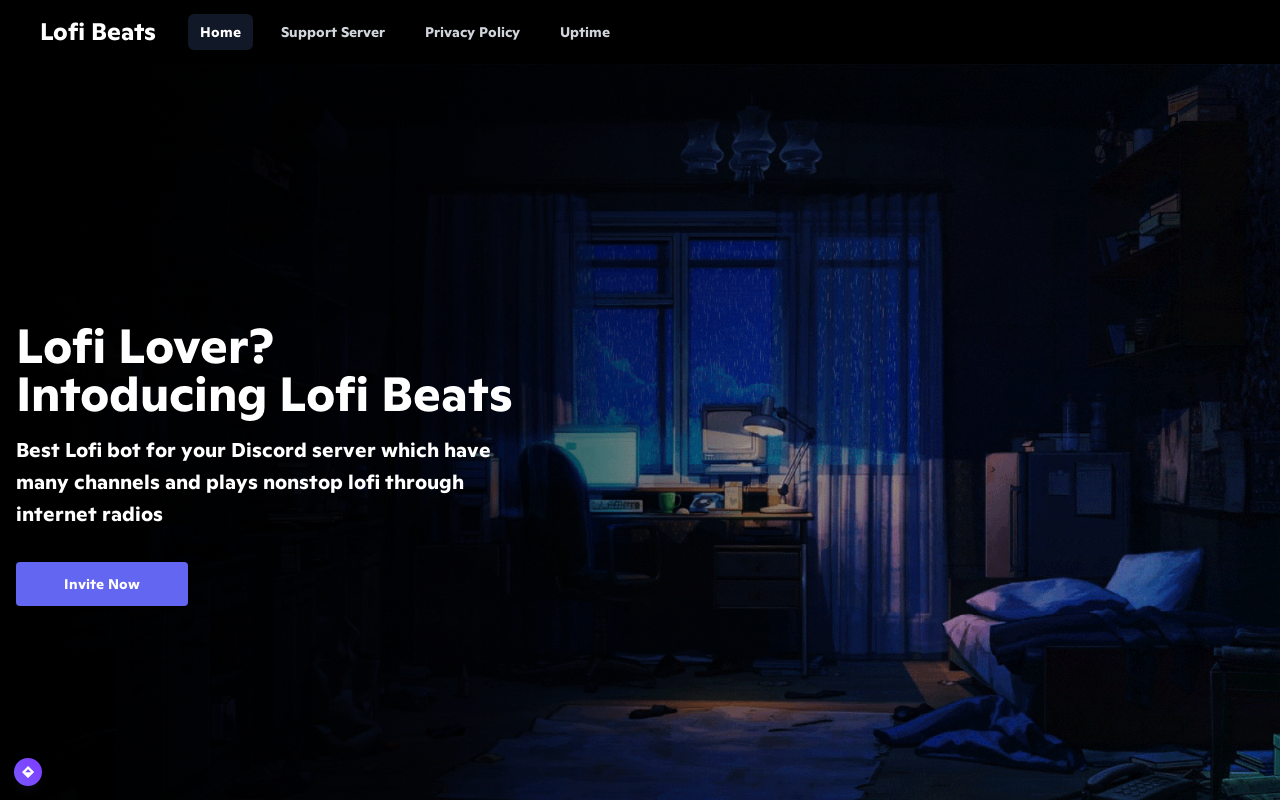 Lofi Beats
Home
Support Server
Privacy Policy
Uptime
Lofi Lover?
Intoducing Lofi Beats
Best Lofi bot for your Discord server which have
many channels and plays nonstop lofi through
internet radios
Invite Now